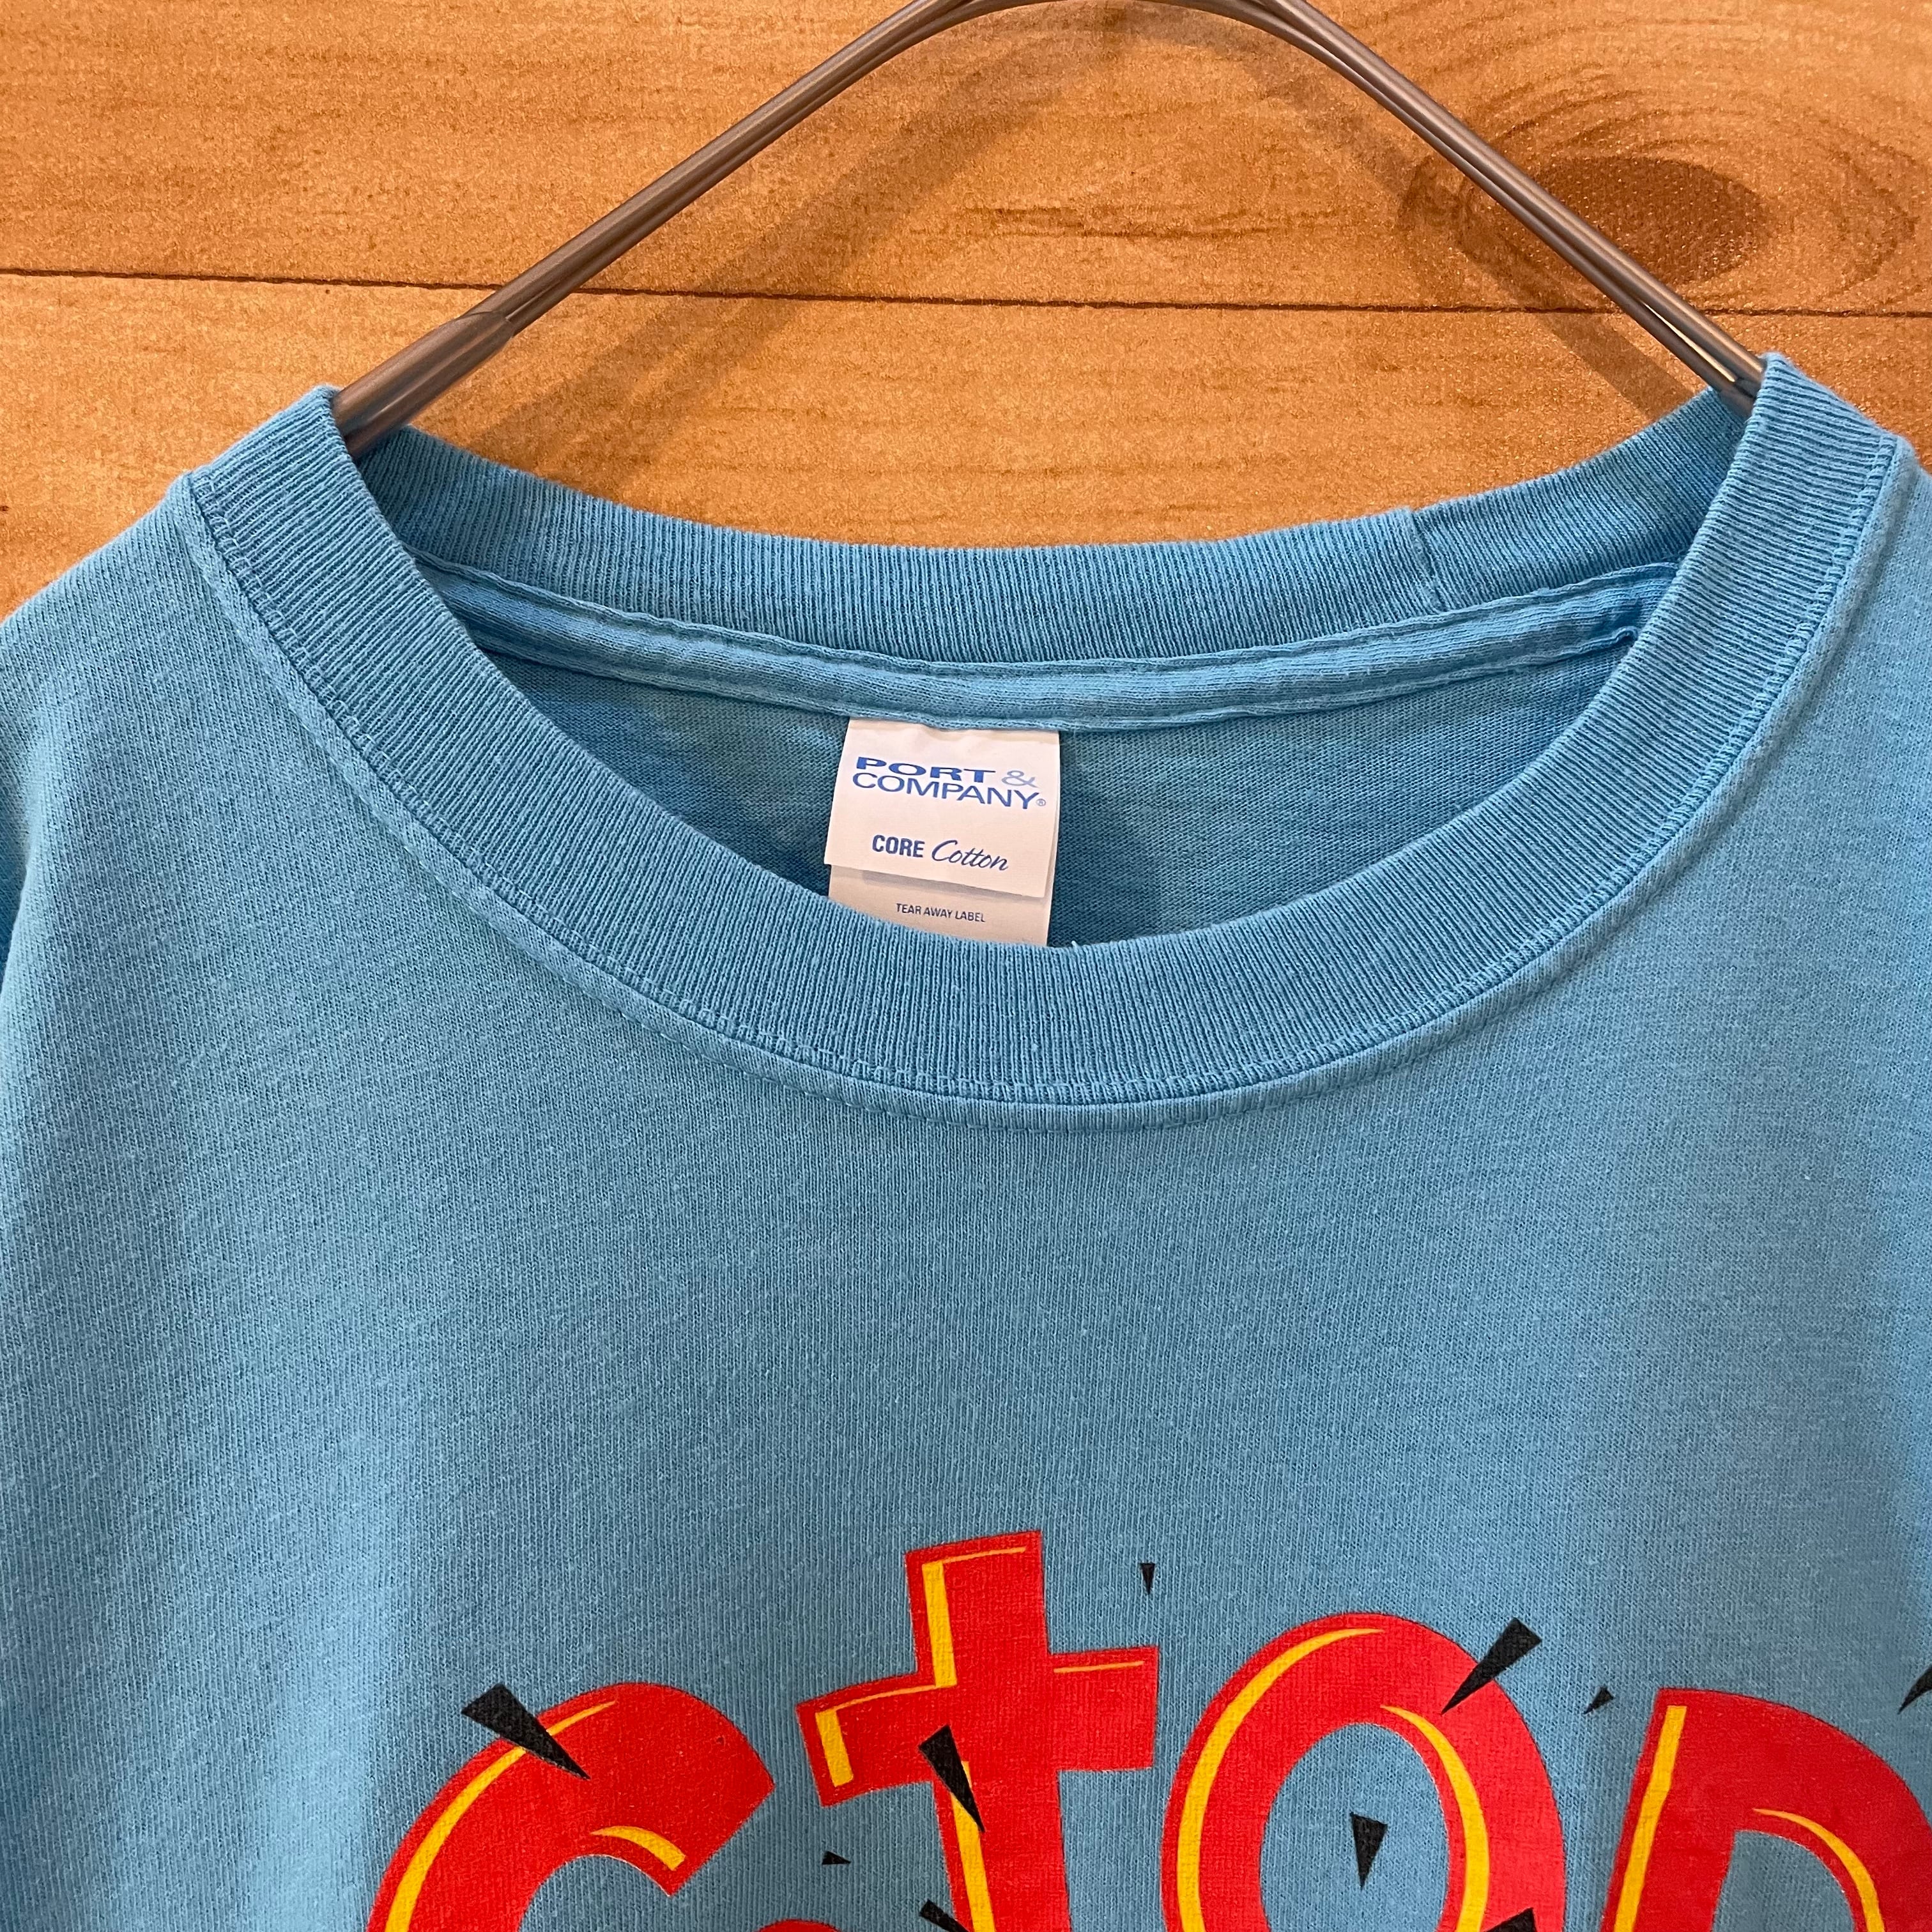 PORT &
COMPANY®
CORE Cotton
TEAR AWAY LABEL